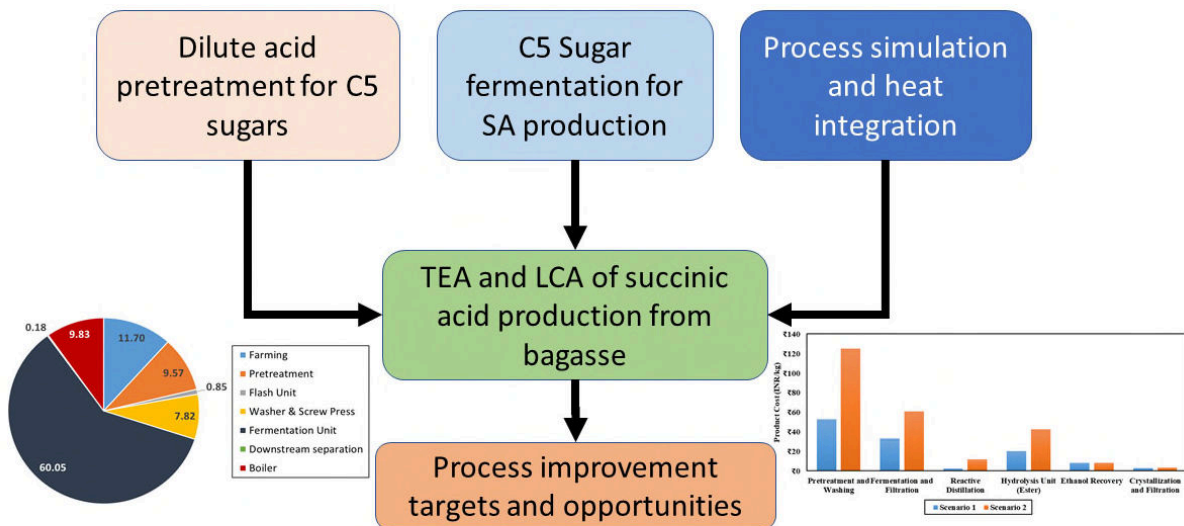 Dilute acid
pretreatment for C5
sugars
C5 Sugar
fermentation for
SA production
Process simulation
and heat
integration
TEA and LCA of succinic
acid production from
bagasse
Process improvement
targets and opportunities
0.18
9.83
11.70
9.57
0.85
7.82
60.05
Farming
Pretreatment
Flash Unit
Washer & Screw Press
Fermentation Unit
Downstream separation
Boiler
Product Cost (INR/kg)
₹140
₹120
₹100
₹80
₹60
₹40
₹20
₹0
Pretreatment and
Washing
Fermentation and
Filtration
Reactive
Distillation
Hydrolysis Unit
(Ester)
Ethanol Recovery
Crystallization
and Filtration
Scenario 1
Scenario 2